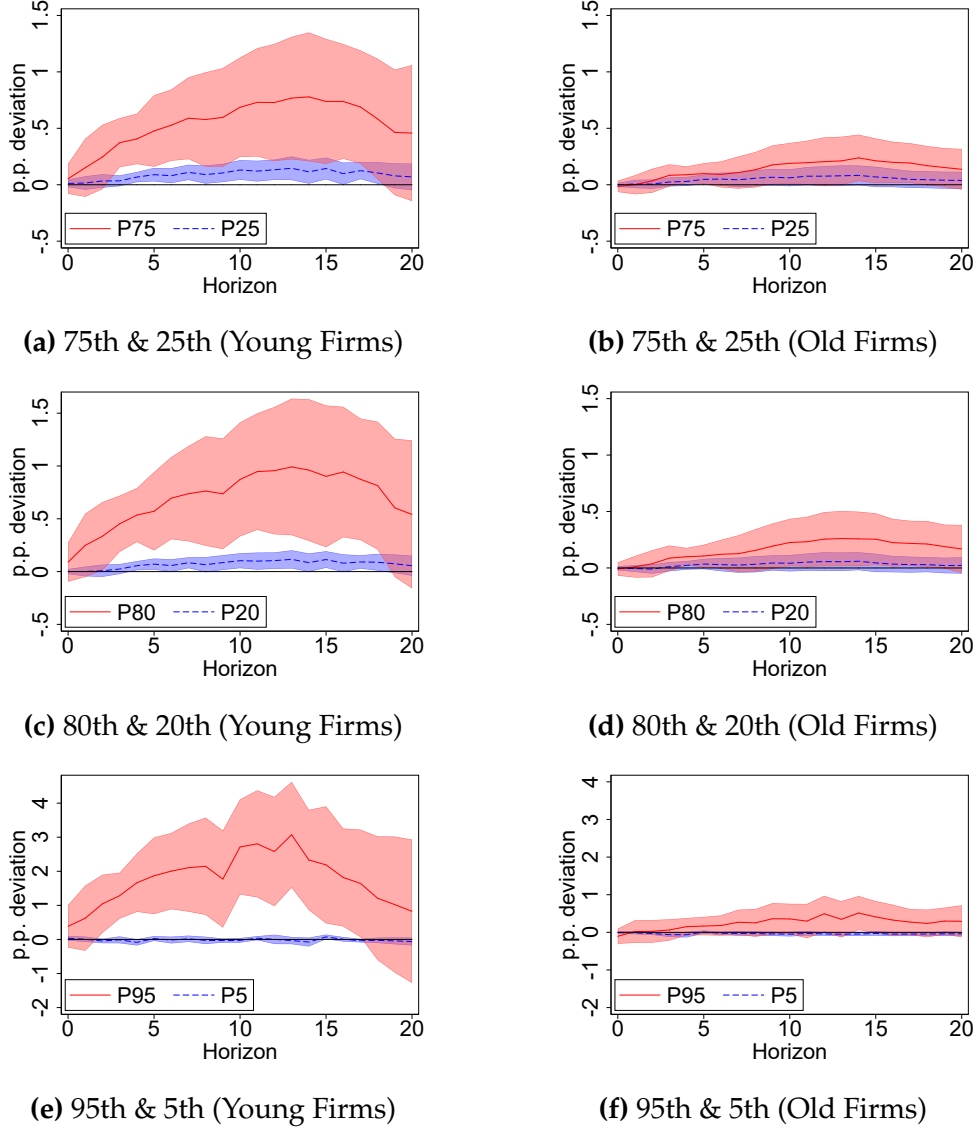 p.p. deviation
1.5
1
.5
0
-.5
P75 P25
0 5 10 15 20
Horizon
(a) 75th & 25th (Young Firms)
p.p. deviation
1.5
1
.5
0
-.5
P75 P25
0 5 10 15 20
Horizon
(b) 75th & 25th (Old Firms)
p.p. deviation
1.5
1
.5
0
-.5
P80 P20
0 5 10 15 20
Horizon
(c) 80th & 20th (Young Firms)
p.p. deviation
1.5
1
.5
0
-.5
P80 P20
0 5 10 15 20
Horizon
(d) 80th & 20th (Old Firms)
p.p. deviation
4
3
2
1
0
-1
-2
P95 P5
0 5 10 15 20
Horizon
(e) 95th & 5th (Young Firms)
p.p. deviation
4
3
2
1
0
-1
-2
P95 P5
0 5 10 15 20
Horizon
(f) 95th & 5th (Old Firms)